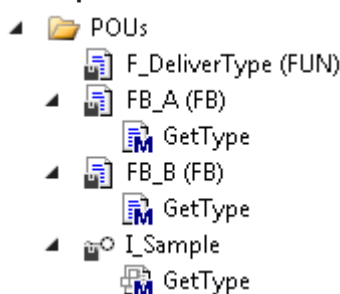 POUs
F_DeliverType (FUN)
FB_A (FB)
GetType
FB_B (FB)
GetType
I_Sample
GetType